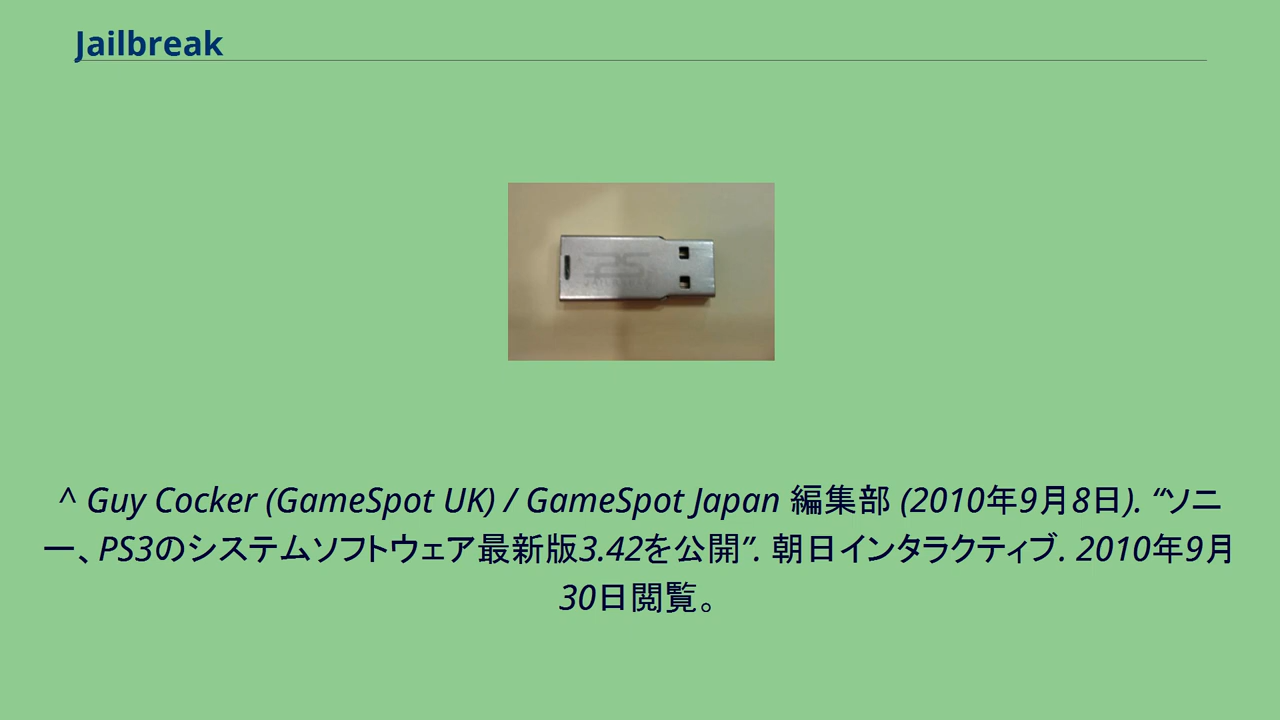 Jailbreak
^ Guy Cocker (GameSpot UK) / GameSpot Japan 編集部 (2010年9月8日). “ソニ
ー、PS3のシステムソフトウェア最新版3.42を公開”. 朝日インタラクティブ. 2010年9月
30日閲覧。